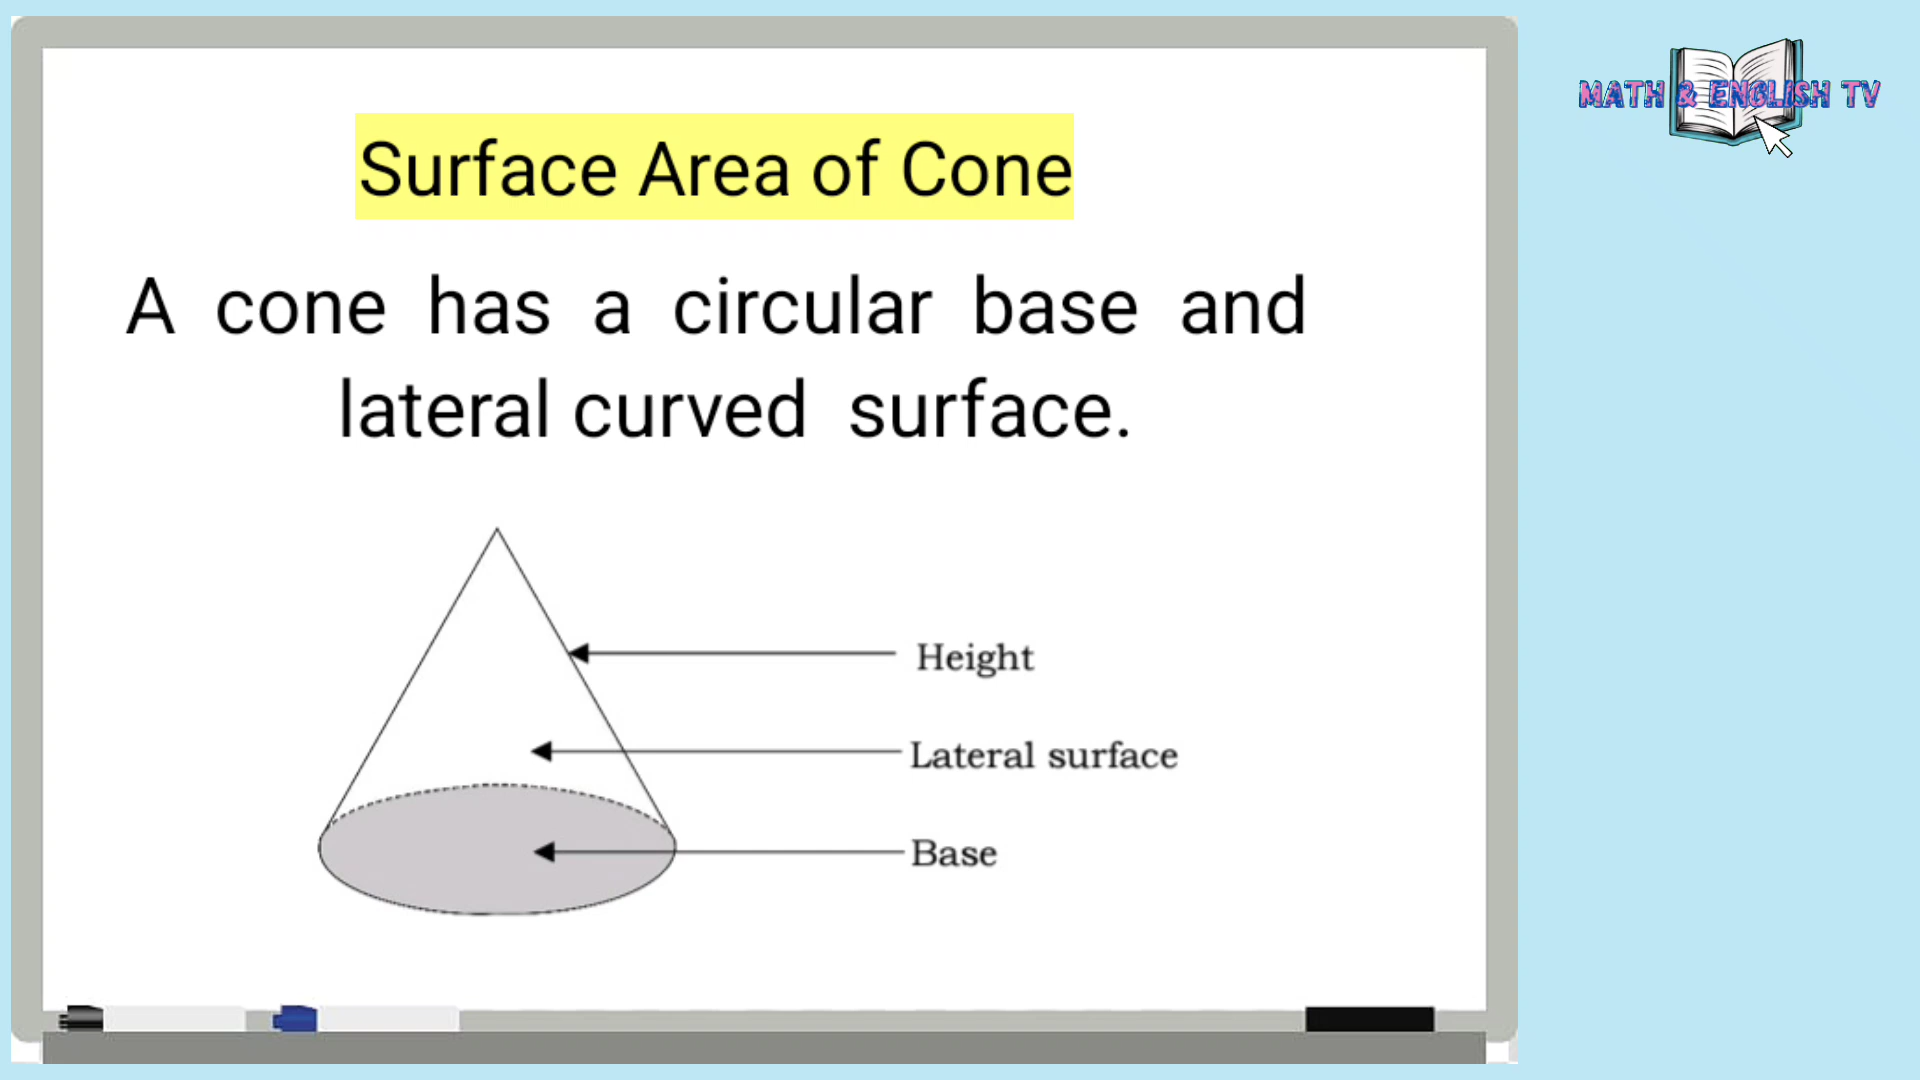 MATH & ENGLISH TV
Surface Area of Cone
A cone has a circular base and
lateral curved surface.
Height
Lateral surface
Base